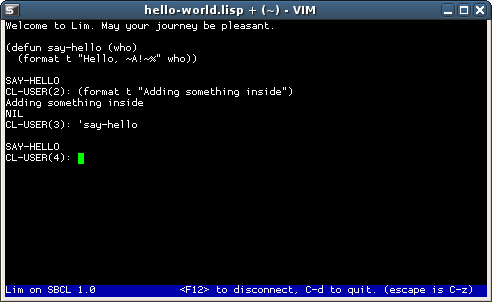 hello-world.lisp + (~) - VIM
Welcome to Lim. May your journey be pleasant.
(defun say-hello (who)
  (format t "Hello, ~A!~%" who))
SAY-HELLO
CL-USER(2): (format t "Adding something inside")
Adding something inside
NIL
CL-USER(3): 'say-hello
SAY-HELLO
CL-USER(4):
Lim on SBCL 1.0 <F12> to disconnect, C-d to quit. (escape is C-z)